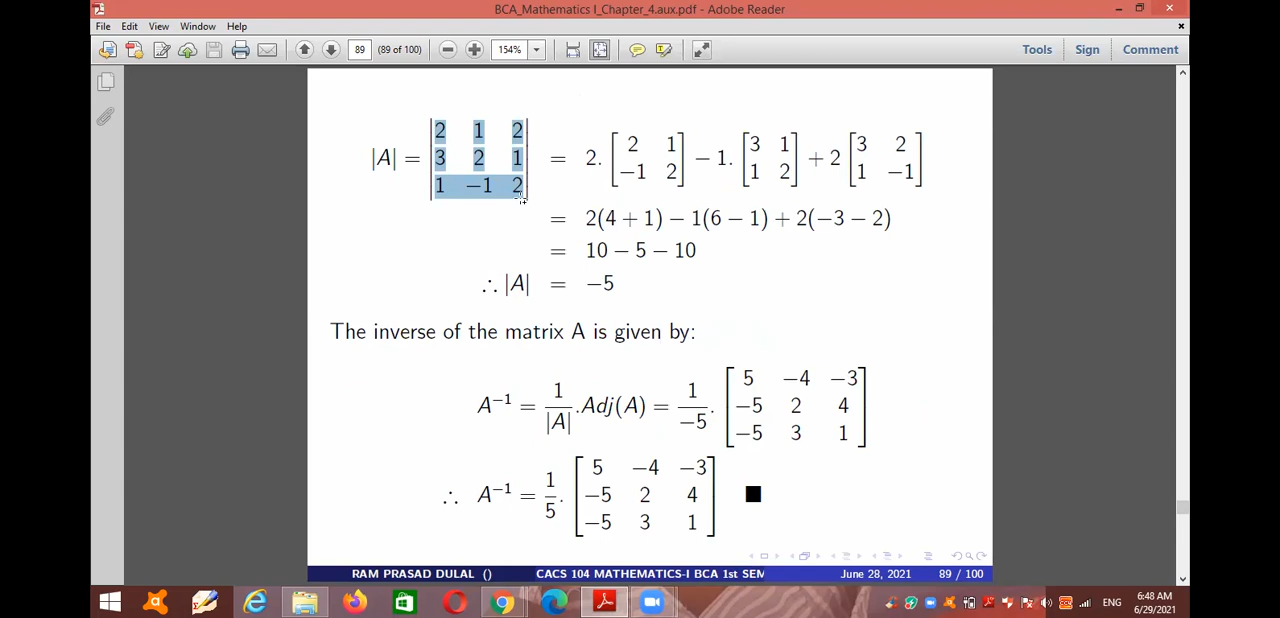 BCA_Mathematics I_Chapter_4.aux.pdf - Adobe Reader
File Edit View Window Help
89 (89 of 100) 154% Tools Sign Comment
|A| = |2 1 2; 3 2 1; 1 −1 2| = 2. [2 1; −1 2] − 1. [3 1; 1 2] + 2 [3 2; 1 −1]
= 2(4 + 1) − 1(6 − 1) + 2(−3 − 2)
= 10 − 5 − 10
∴ |A| = −5
The inverse of the matrix A is given by:
A⁻¹ = 1/|A| .Adj(A) = 1/−5 . [5 −4 −3; −5 2 4; −5 3 1]
∴ A⁻¹ = 1/5 . [5 −4 −3; −5 2 4; −5 3 1] ■
RAM PRASAD DULAL () CACS 104 MATHEMATICS-I BCA 1st SEM June 28, 2021 89 / 100
ENG 6:48 AM
6/29/2021